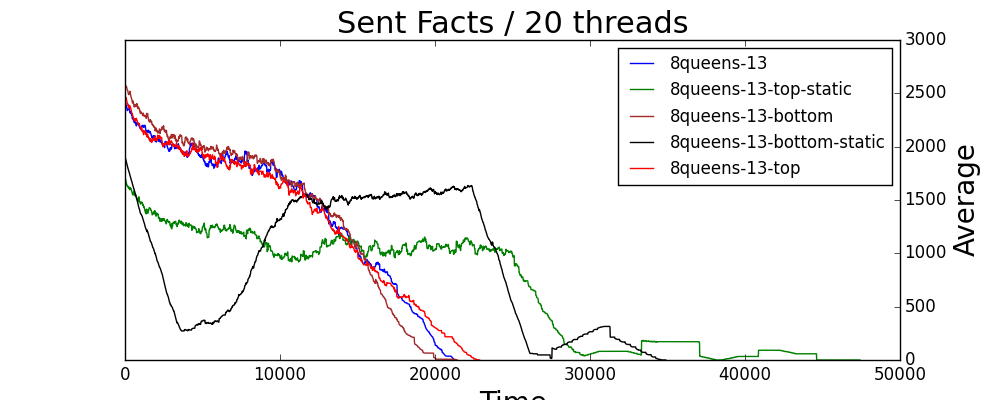 Sent Facts / 20 threads
8queens-13
8queens-13-top-static
8queens-13-bottom
8queens-13-bottom-static
8queens-13-top
3000
2500
2000
1500
1000
500
0
Average
0 10000 20000 30000 40000 50000
Time